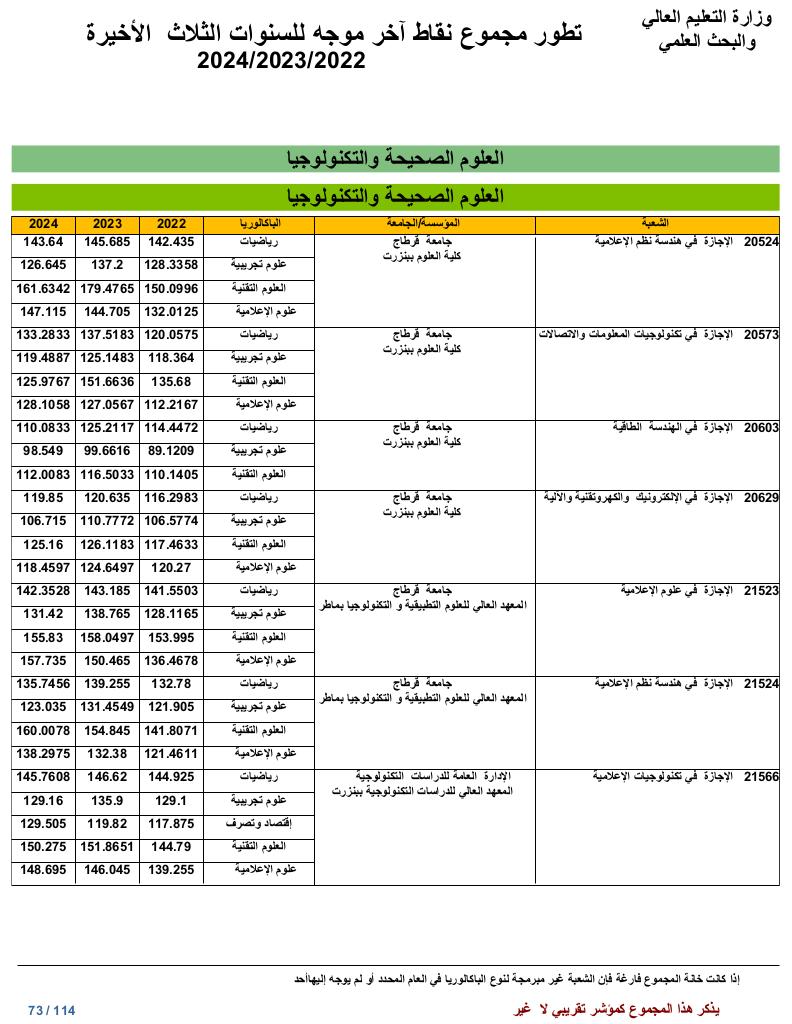 وزارة التعليم العالي
والبحث العلمي
تطور مجموع نقاط آخر موجه للسنوات الثلاث الأخيرة
2024/2023/2022
العلوم الصحيحة والتكنولوجيا
العلوم الصحيحة والتكنولوجيا
الشعبة المؤسسة/الجامعة الباكالوريا 2022 2023 2024
20524 الإجازة في هندسة نظم الإعلامية جامعة قرطاج رياضيات 142.435 145.685 143.64
كلية العلوم ببنزرت علوم تجريبية 128.3358 137.2 126.645
العلوم التقنية 150.0996 179.4765 161.6342
علوم الإعلامية 132.0125 144.705 147.115
20573 الإجازة في تكنولوجيات المعلومات والاتصالات جامعة قرطاج رياضيات 120.0575 137.5183 133.2833
كلية العلوم ببنزرت علوم تجريبية 118.364 125.1483 119.4887
العلوم التقنية 135.68 151.6636 125.9767
علوم الإعلامية 112.2167 127.0567 128.1058
20603 الإجازة في الهندسة الطاقية جامعة قرطاج رياضيات 114.4472 125.2117 110.0833
كلية العلوم ببنزرت علوم تجريبية 89.1209 99.6616 98.549
العلوم التقنية 110.1405 116.5033 112.0083
20629 الإجازة في الإلكترونيك والكهروتقنية والآلية جامعة قرطاج رياضيات 116.2983 120.635 119.85
كلية العلوم ببنزرت علوم تجريبية 106.5774 110.7772 106.715
العلوم التقنية 117.4633 126.1183 125.16
علوم الإعلامية 120.27 124.6497 118.4597
21523 الإجازة في علوم الإعلامية جامعة قرطاج رياضيات 141.5503 143.185 142.3528
المعهد العالي للعلوم التطبيقية و التكنولوجيا بماطر علوم تجريبية 128.1165 138.765 131.42
العلوم التقنية 153.995 158.0497 155.83
علوم الإعلامية 136.4678 150.465 157.735
21524 الإجازة في هندسة نظم الإعلامية جامعة قرطاج رياضيات 132.78 139.255 135.7456
المعهد العالي للعلوم التطبيقية و التكنولوجيا بماطر علوم تجريبية 121.905 131.4549 123.035
العلوم التقنية 141.8071 154.845 160.0078
علوم الإعلامية 121.4611 132.38 138.2975
21566 الإجازة في تكنولوجيات الإعلامية الإدارة العامة للدراسات التكنولوجية رياضيات 144.925 146.62 145.7608
المعهد العالي للدراسات التكنولوجية ببنزرت علوم تجريبية 129.1 135.9 129.16
إقتصاد وتصرف 117.875 119.82 129.505
العلوم التقنية 144.79 151.8651 150.275
علوم الإعلامية 139.255 146.045 148.695
إذا كانت خانة المجموع فارغة فإن الشعبة غير مبرمجة لنوع الباكالوريا في العام المحدد أو لم يوجه إليهاأحد
يذكر هذا المجموع كمؤشر تقريبي لا غير
73 / 114